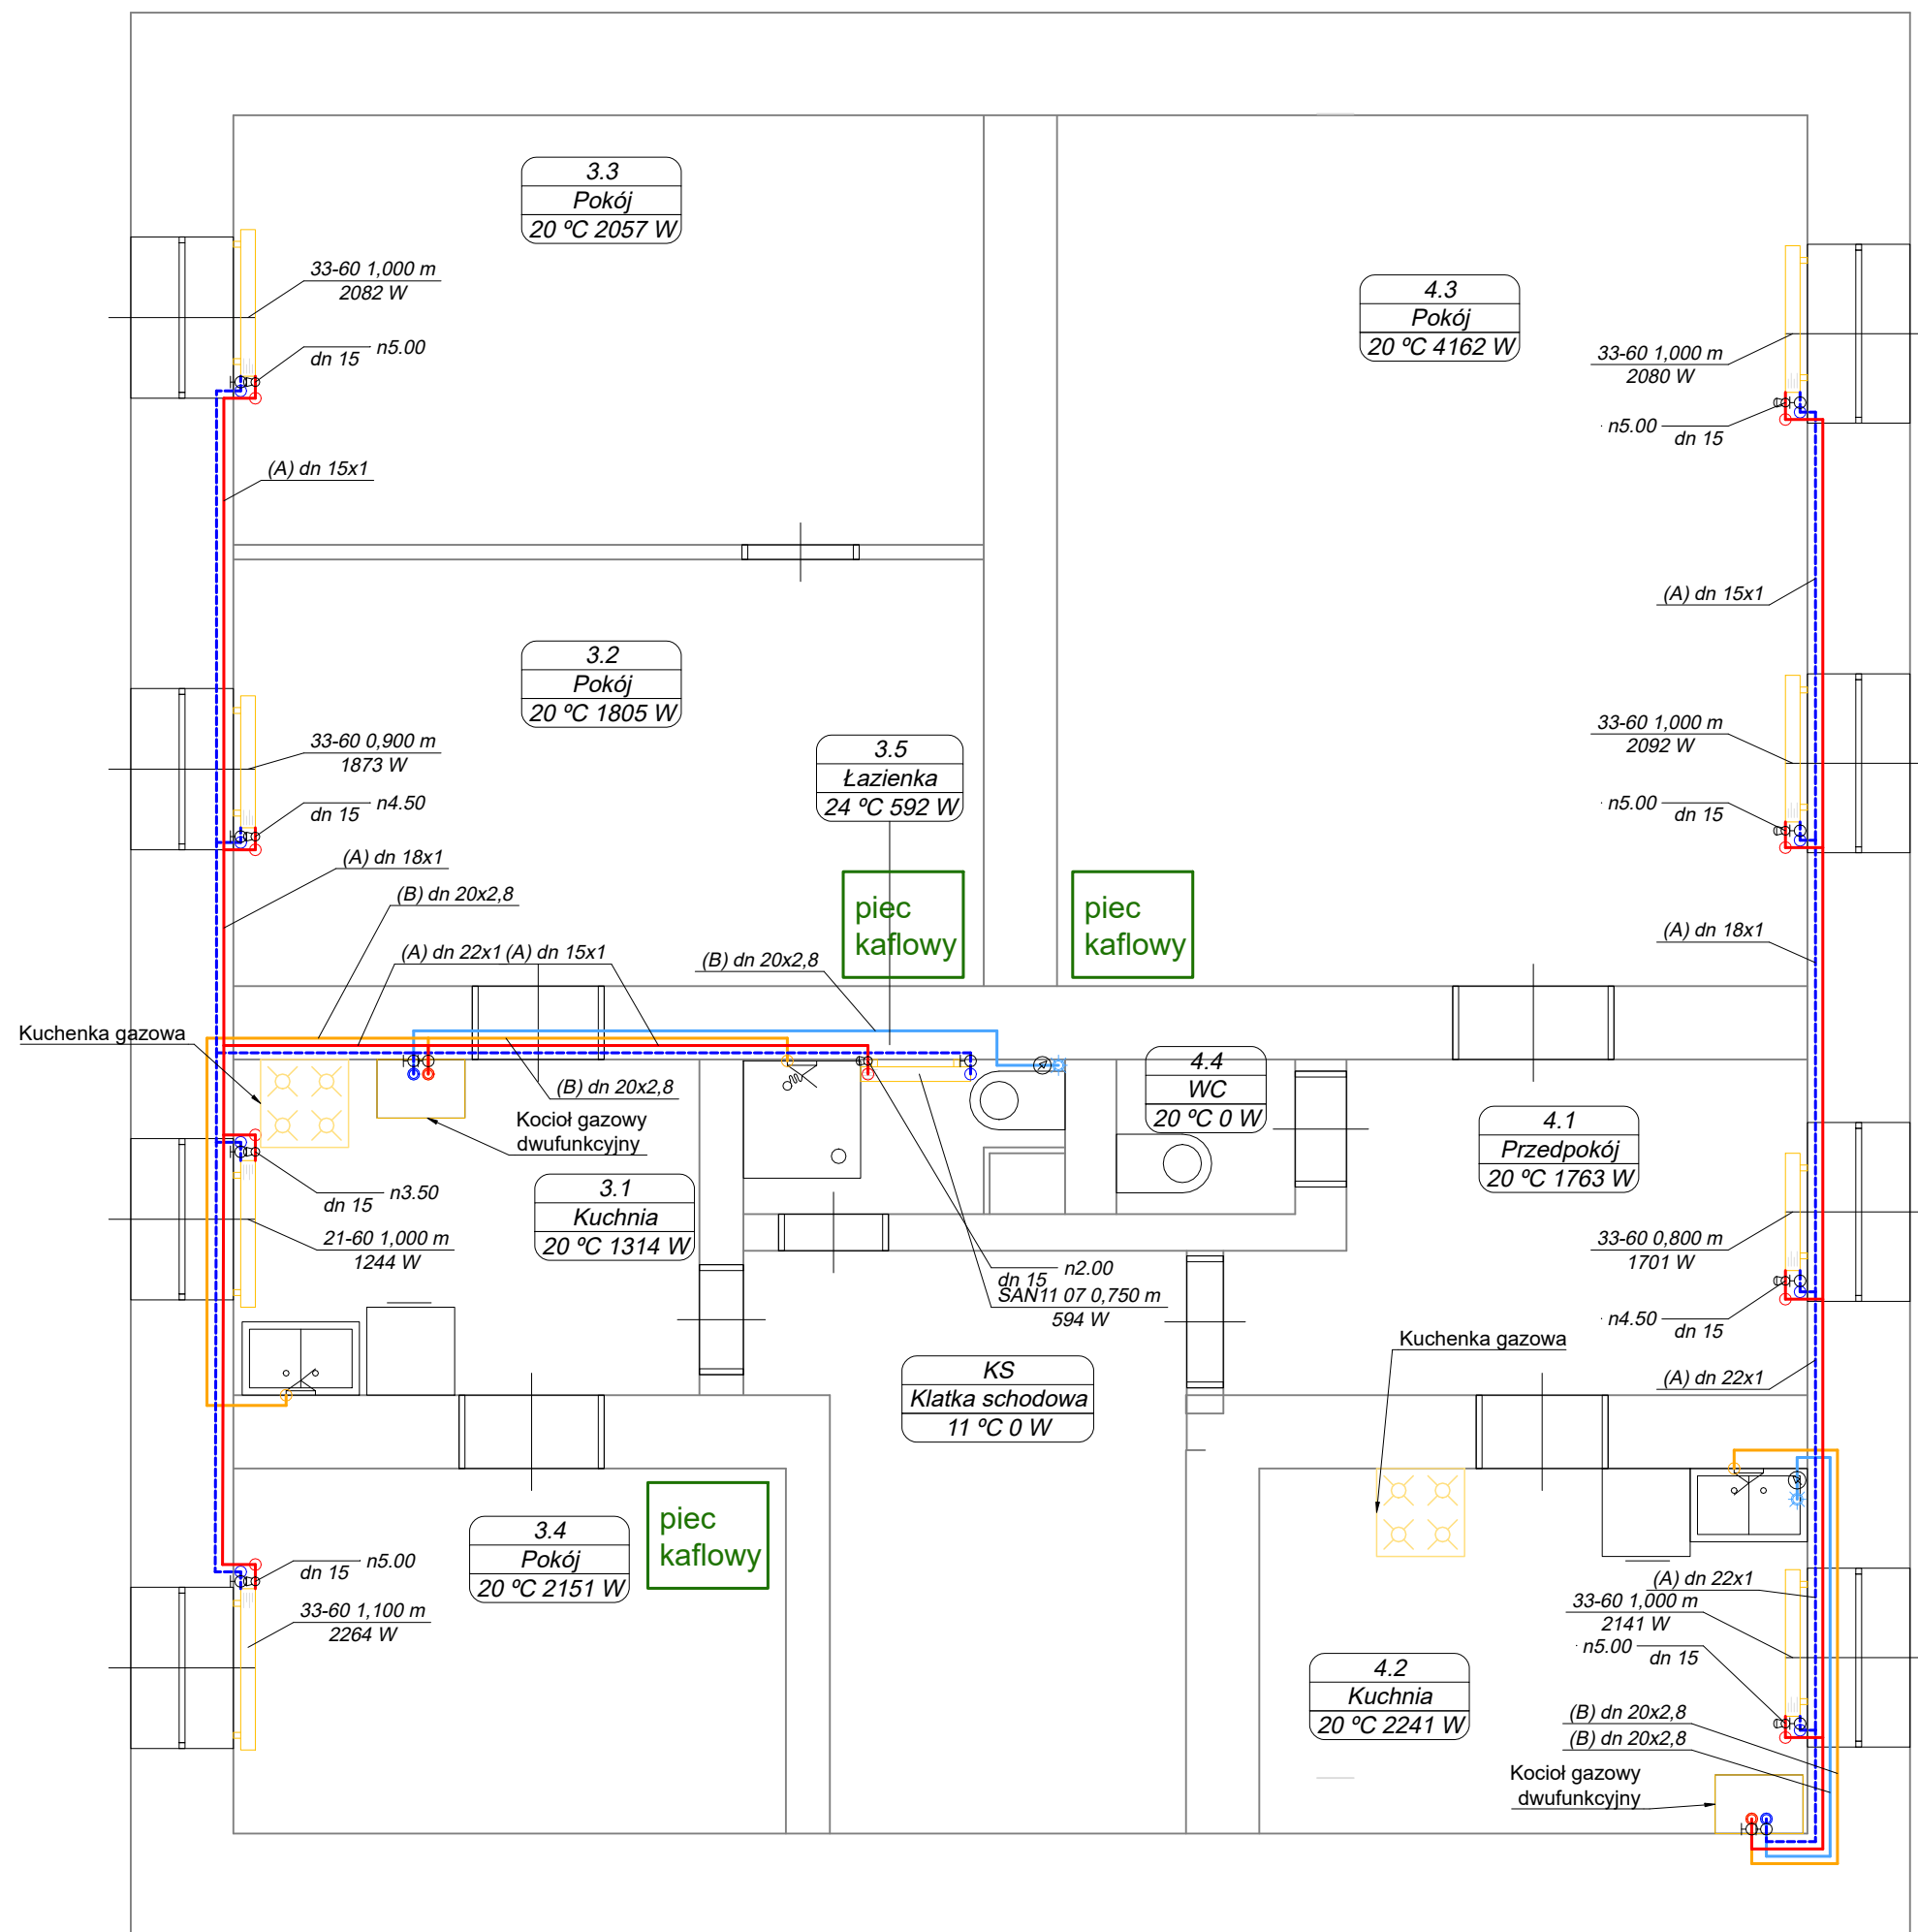 3.3
Pokój
20 ºC 2057 W
33-60 1,000 m
2082 W
n5.00
dn 15
(A) dn 15x1
4.3
Pokój
20 ºC 4162 W
33-60 1,000 m
2080 W
n5.00
dn 15
(A) dn 15x1
3.2
Pokój
20 ºC 1805 W
33-60 0,900 m
1873 W
n4.50
dn 15
(A) dn 18x1
(B) dn 20x2,8
(A) dn 22x1
(A) dn 15x1
3.5
Łazienka
24 ºC 592 W
33-60 1,000 m
2092 W
n5.00
dn 15
piec
kaflowy
piec
kaflowy
(B) dn 20x2,8
(A) dn 18x1
Kuchenka gazowa
(B) dn 20x2,8
Kocioł gazowy
dwufunkcyjny
4.4
WC
20 ºC 0 W
4.1
Przedpokój
20 ºC 1763 W
n3.50
dn 15
21-60 1,000 m
1244 W
3.1
Kuchnia
20 ºC 1314 W
n2.00
dn 15
SAN11 07 0,750 m
594 W
33-60 0,800 m
1701 W
n4.50
dn 15
Kuchenka gazowa
(A) dn 22x1
KS
Klatka schodowa
11 ºC 0 W
3.4
Pokój
20 ºC 2151 W
piec
kaflowy
n5.00
dn 15
33-60 1,100 m
2264 W
(A) dn 22x1
33-60 1,000 m
2141 W
n5.00
dn 15
4.2
Kuchnia
20 ºC 2241 W
(B) dn 20x2,8
(B) dn 20x2,8
Kocioł gazowy
dwufunkcyjny